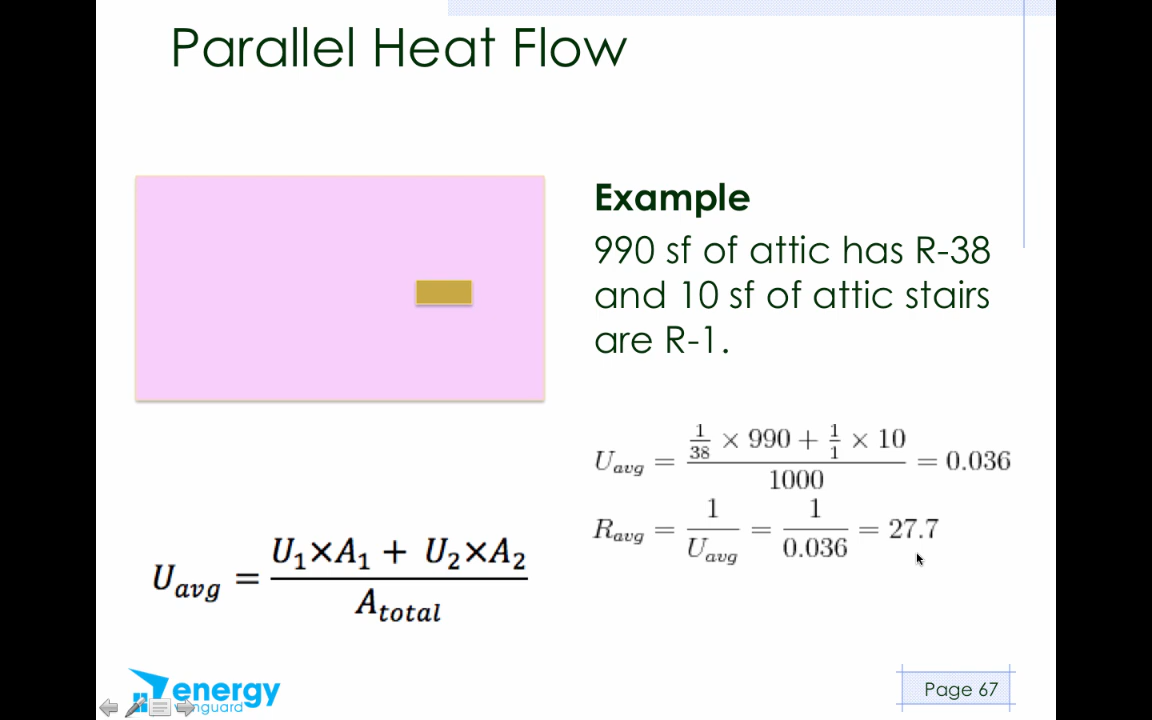 Parallel Heat Flow
Example
990 sf of attic has R-38
and 10 sf of attic stairs
are R-1.
U_avg = (1/38 × 990 + 1/1 × 10)/1000 = 0.036
R_avg = 1/U_avg = 1/0.036 = 27.7
U_avg = (U₁×A₁ + U₂×A₂)/A_total
energy
Page 67